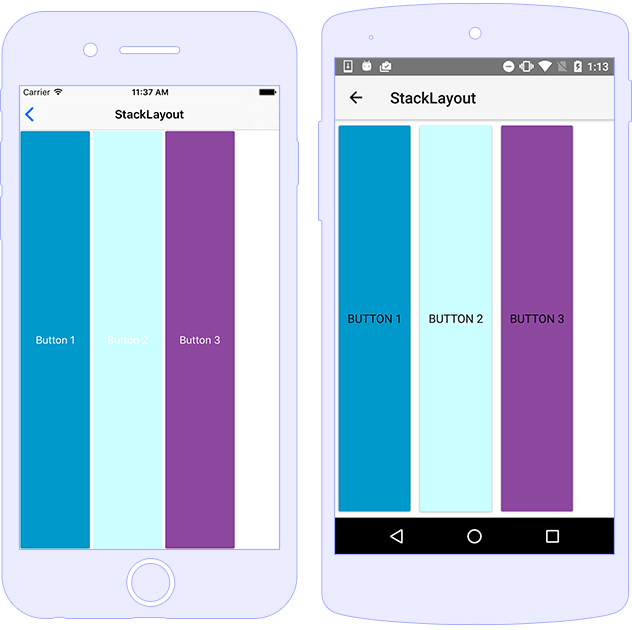 Carrier 11:37 AM
StackLayout
Button 1 Button 2 Button 3
1:13
StackLayout
BUTTON 1 BUTTON 2 BUTTON 3